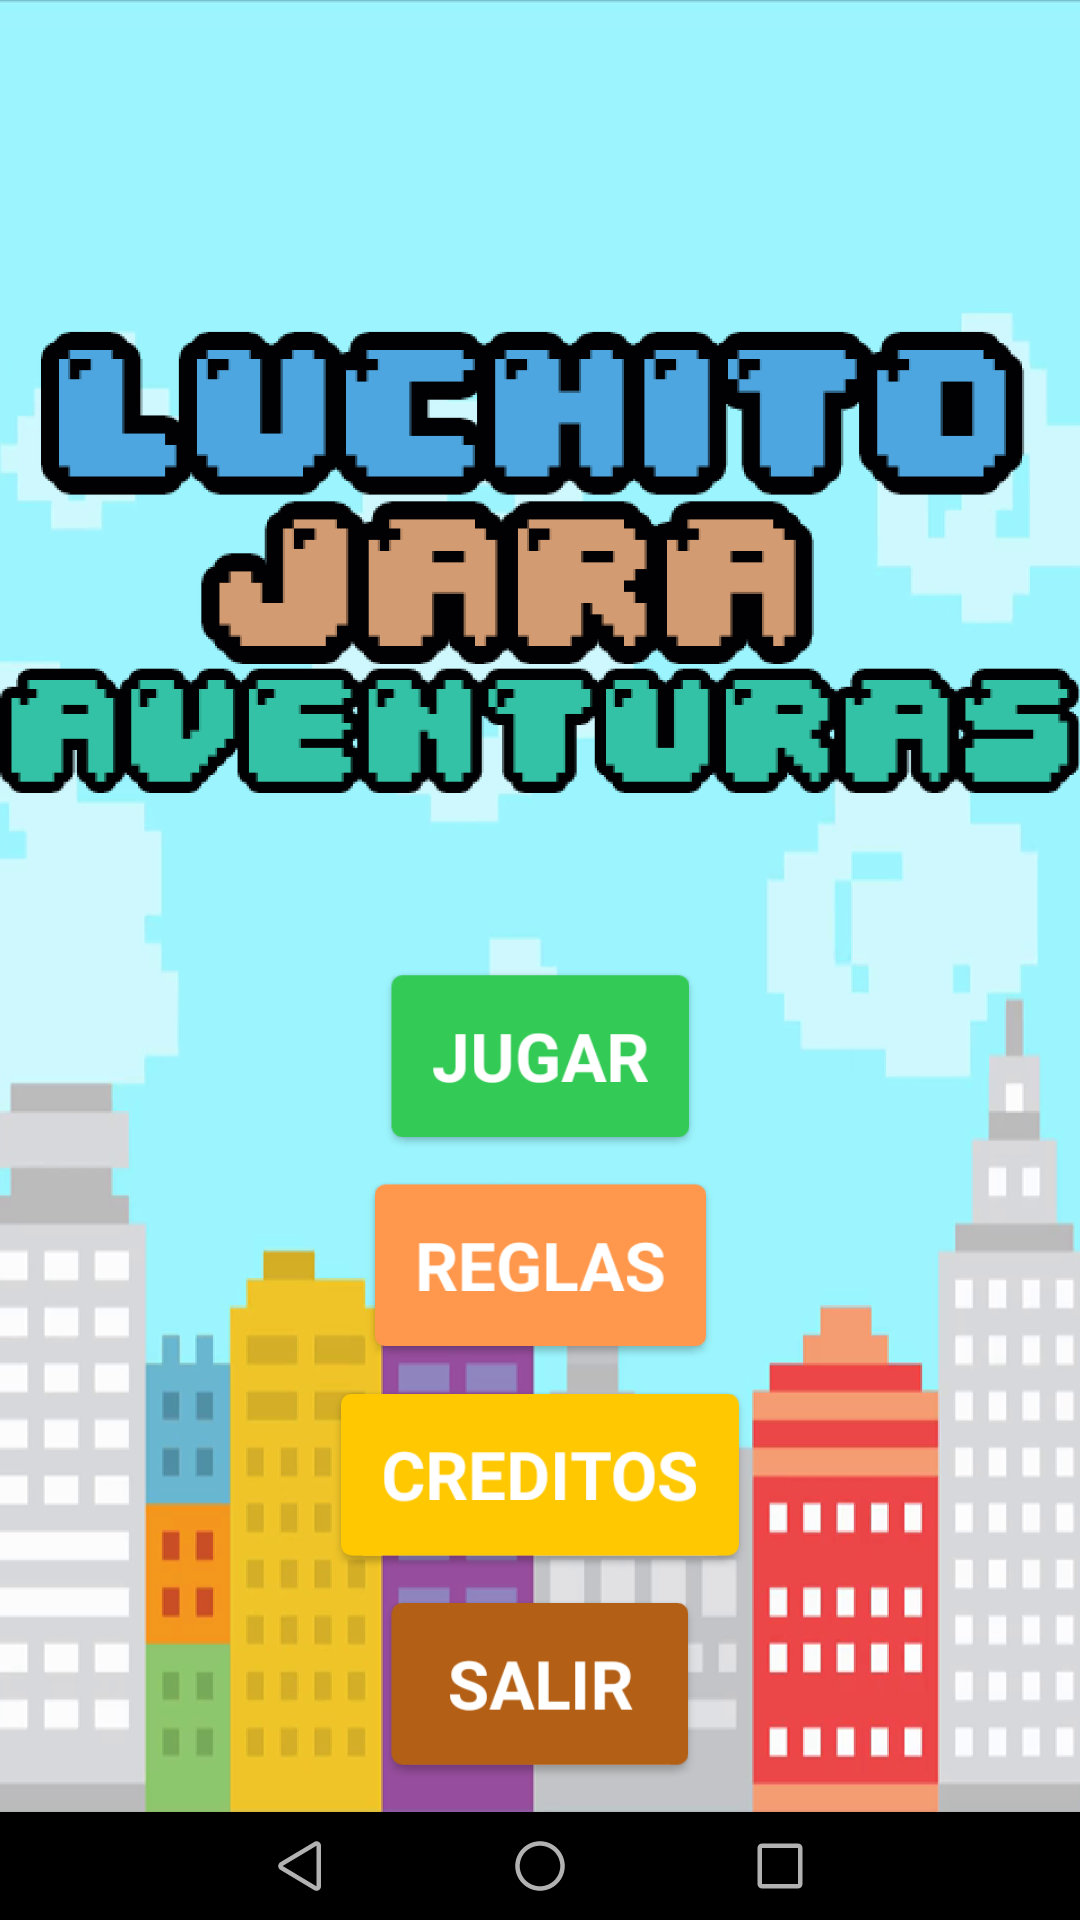 LUCHITO
JARA
AVENTURAS
JUGAR
REGLAS
CREDITOS
SALIR